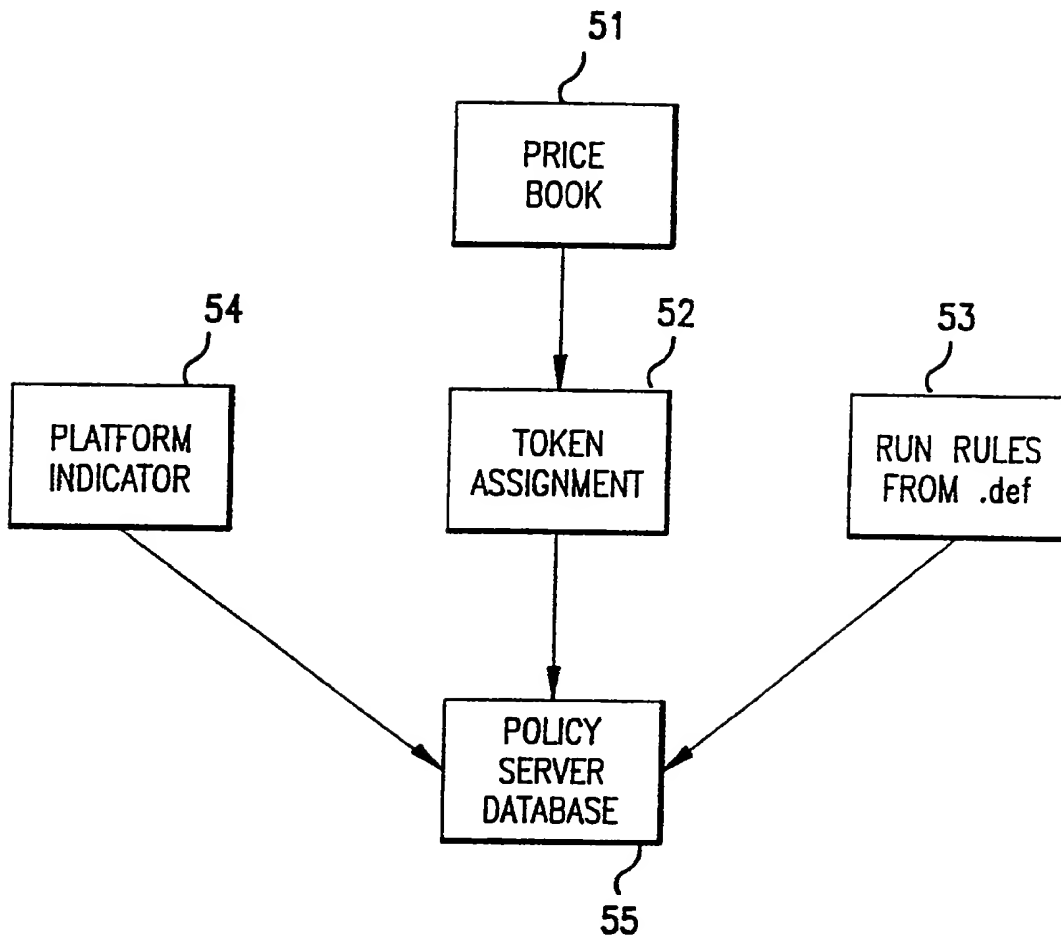 51
PRICE
BOOK
54
52
53
PLATFORM
INDICATOR
TOKEN
ASSIGNMENT
RUN RULES
FROM .def
POLICY
SERVER
DATABASE
55